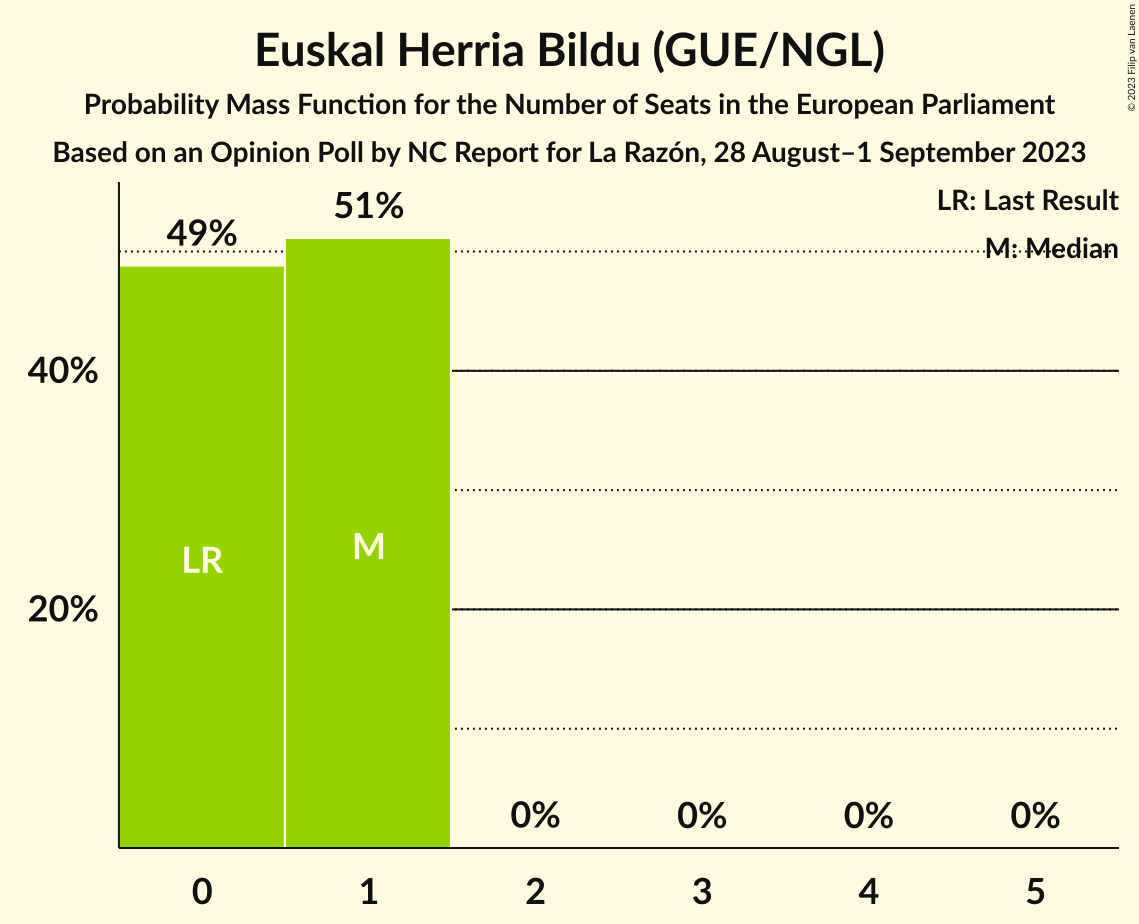 Euskal Herria Bildu (GUE/NGL)
Probability Mass Function for the Number of Seats in the European Parliament
Based on an Opinion Poll by NC Report for La Razón, 28 August–1 September 2023
© 2023 Filip van Laenen
LR: Last Result
M: Median
49%
51%
40%
20%
LR
M
0%
0%
0%
0%
0
1
2
3
4
5